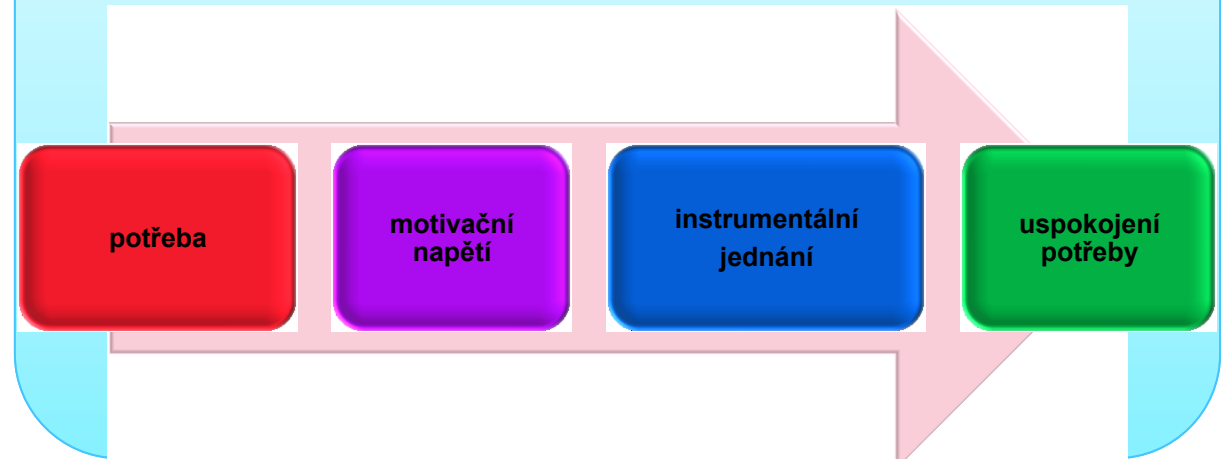 potřeba
motivační
napětí
instrumentální
jednání
uspokojení
potřeby